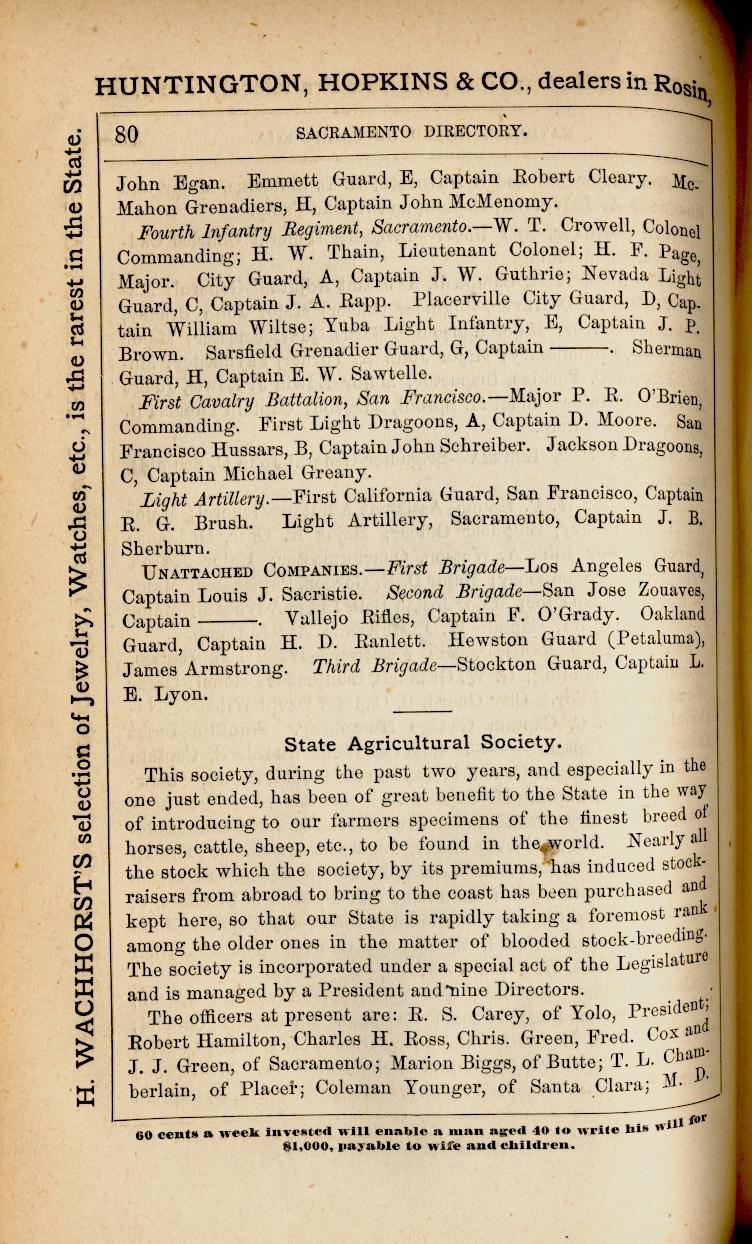 HUNTINGTON, HOPKINS & CO., dealers in Rosin,
80 SACRAMENTO DIRECTORY.
John Egan. Emmett Guard, E, Captain Robert Cleary. Mc-
Mahon Grenadiers, H, Captain John McMenomy.
Fourth Infantry Regiment, Sacramento.—W. T. Crowell, Colonel
Commanding; H. W. Thain, Lieutenant Colonel; H. F. Page,
Major. City Guard, A, Captain J. W. Guthrie; Nevada Light
Guard, C, Captain J. A. Rapp. Placerville City Guard, D, Cap-
tain William Wiltse; Yuba Light Infantry, E, Captain J. P.
Brown. Sarsfield Grenadier Guard, G, Captain ———. Sherman
Guard, H, Captain E. W. Sawtelle.
First Cavalry Battalion, San Francisco.—Major P. R. O'Brien,
Commanding. First Light Dragoons, A, Captain D. Moore. San
Francisco Hussars, B, Captain John Schreiber. Jackson Dragoons,
C, Captain Michael Greany.
Light Artillery.—First California Guard, San Francisco, Captain
R. G. Brush. Light Artillery, Sacramento, Captain J. B.
Sherburn.
UNATTACHED COMPANIES.—First Brigade—Los Angeles Guard,
Captain Louis J. Sacristie. Second Brigade—San Jose Zouaves,
Captain ———. Vallejo Rifles, Captain F. O'Grady. Oakland
Guard, Captain H. D. Ranlett. Hewston Guard (Petaluma),
James Armstrong. Third Brigade—Stockton Guard, Captain L.
E. Lyon.
State Agricultural Society.
This society, during the past two years, and especially in the
one just ended, has been of great benefit to the State in the way
of introducing to our farmers specimens of the finest breed of
horses, cattle, sheep, etc., to be found in the world. Nearly all
the stock which the society, by its premiums, has induced stock-
raisers from abroad to bring to the coast has been purchased and
kept here, so that our State is rapidly taking a foremost rank
among the older ones in the matter of blooded stock-breeding.
The society is incorporated under a special act of the Legislature
and is managed by a President and nine Directors.
The officers at present are: R. S. Carey, of Yolo, President;
Robert Hamilton, Charles H. Ross, Chris. Green, Fred. Cox and
J. J. Green, of Sacramento; Marion Biggs, of Butte; T. L. Cham-
berlain, of Placer; Coleman Younger, of Santa Clara; M. D.
60 cents a week invested will enable a man aged 40 to write his will for
$1,000, payable to wife and children.
H. WACHHORST'S selection of Jewelry, Watches, etc., is the rarest in the State.